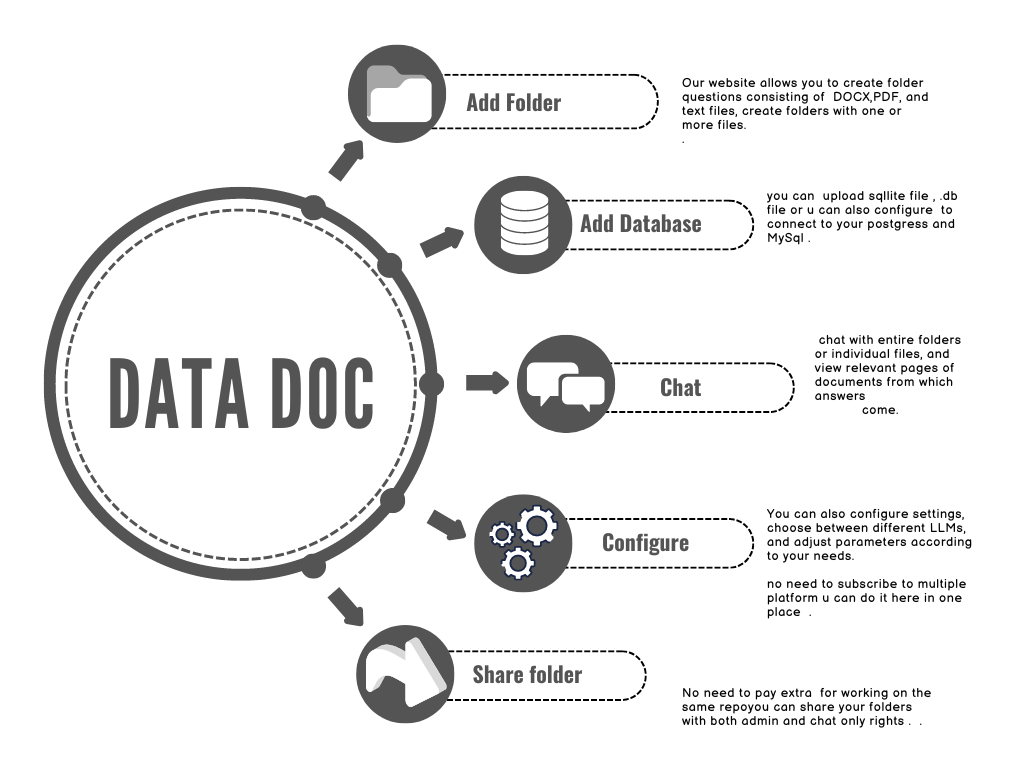 Add Folder
Our website allows you to create folder
questions consisting of  DOCX,PDF, and
text files, create folders with one or
more files.
.
Add Database
you can  upload sqllite file , .db
file or u can also configure  to
connect to your postgress and
MySql .
DATA DOC
Chat
chat with entire folders
or individual files, and
view relevant pages of
documents from which
answers
come.
Configure
You can also configure settings,
choose between different LLMs,
and adjust parameters according
to your needs.
no need to subscribe to multiple
platform u can do it here in one
place  .
Share folder
No need to pay extra  for working on the
same repoyou can share your folders
with both admin and chat only rights .  .